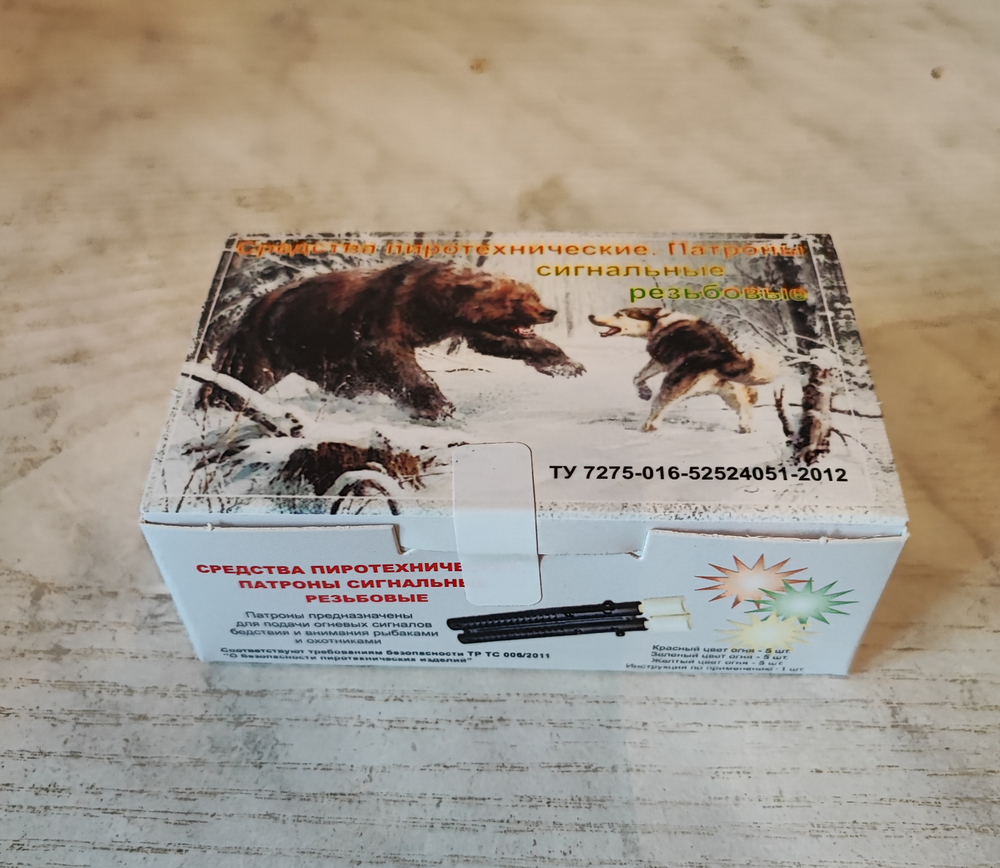 Средства пиротехнические. Патроны
сигнальные
резьбовые
ТУ 7275-016-52524051-2012
СРЕДСТВА ПИРОТЕХНИЧЕ
ПАТРОНЫ СИГНАЛЬН
РЕЗЬБОВЫЕ
Патроны предназначены
для подачи огневых сигналов
бедствия и внимания рыбаками
и охотниками
Соответствуют требованиям безопасности ТР ТС 006/2011
"О безопасности пиротехнических изделий"
Красный цвет огня - 5 шт.
Зеленый цвет огня - 5 шт.
Желтый цвет огня - 5 шт.
Инструкция по применению - 1 шт.